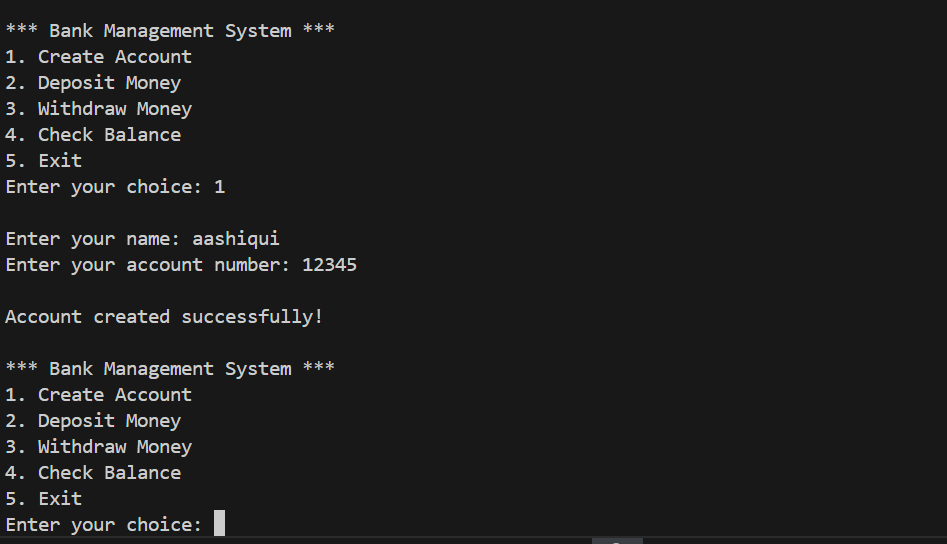 *** Bank Management System ***
1. Create Account
2. Deposit Money
3. Withdraw Money
4. Check Balance
5. Exit
Enter your choice: 1
Enter your name: aashiqui
Enter your account number: 12345
Account created successfully!
*** Bank Management System ***
1. Create Account
2. Deposit Money
3. Withdraw Money
4. Check Balance
5. Exit
Enter your choice: